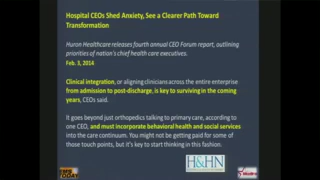 Hospital CEOs Shed Anxiety, See a Clearer Path Toward
Transformation
Huron Healthcare releases fourth annual CEO Forum report, outlining
priorities of nation's chief health care executives.
Feb. 3, 2014
Clinical integration, or aligning clinicians across the entire enterprise
from admission to post-discharge, is key to surviving in the coming
years, CEOs said.
It goes beyond just orthopedics talking to primary care, according to
one CEO, and must incorporate behavioral health and social services
into the care continuum. You might not be getting paid for some of
those touch points, but it's key to start thinking in this fashion.
H&HN